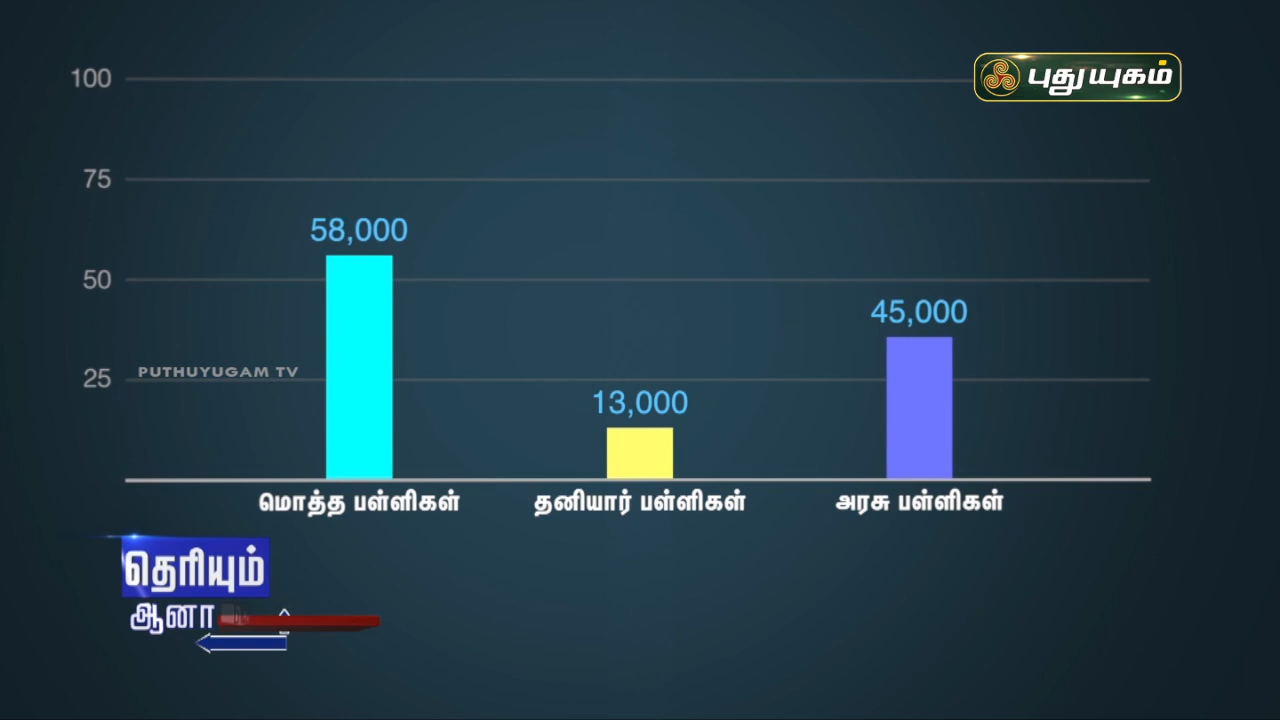 100
புதுயுகம்
75
58,000
50
45,000
PUTHUYUGAM TV
25
13,000
மொத்த பள்ளிகள் தனியார் பள்ளிகள் அரசு பள்ளிகள்
தெரியும்
ஆனா